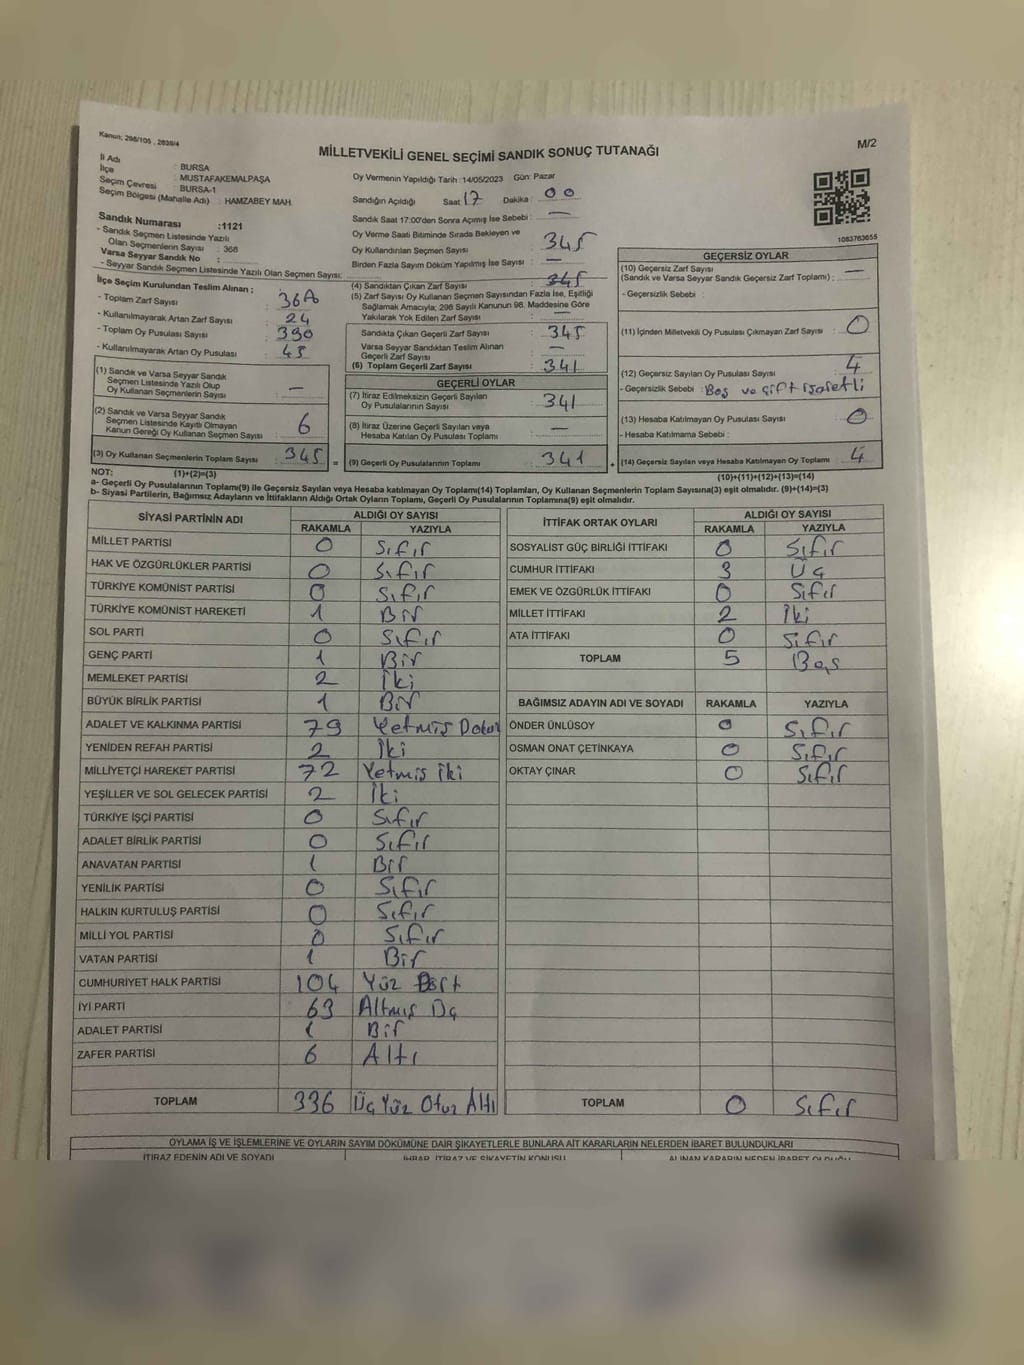 Kanun; 298/105 , 2839/4
MİLLETVEKİLİ GENEL SEÇİMİ SANDIK SONUÇ TUTANAĞI
M/2
İl Adı : BURSA
İlçe : MUSTAFAKEMALPAŞA
Seçim Çevresi : BURSA-1
Seçim Bölgesi (Mahalle Adı) : HAMZABEY MAH.
Oy Vermenin Yapıldığı Tarih :14/05/2023 Gün: Pazar
Sandığın Açıldığı Saat : 17 Dakika : 00
Sandık Saat 17:00'den Sonra Açmış İse Sebebi : —
Oy Verme Saati Bitiminde Sırada Bekleyen ve
Oy Kullandırılan Seçmen Sayısı : 345
Birden Fazla Sayım Döküm Yapılmış İse Sayısı : —
1083763655
Sandık Numarası :1121
- Sandık Seçmen Listesinde Yazılı
Olan Seçmenlerin Sayısı : 368
Varsa Seyyar Sandık No :
- Seyyar Sandık Seçmen Listesinde Yazılı Olan Seçmen Sayısı:
İlçe Seçim Kurulundan Teslim Alınan ;
- Toplam Zarf Sayısı :
- Kullanılmayarak Artan Zarf Sayısı : 24
- Toplam Oy Pusulası Sayısı : 390
- Kullanılmayarak Artan Oy Pusulası : 45
(1) Sandık ve Varsa Seyyar Sandık
Seçmen Listesinde Yazılı Olup
Oy Kullanan Seçmenlerin Sayısı : —
(2) Sandık ve Varsa Seyyar Sandık
Seçmen Listesinde Kayıtlı Olmayan
Kanun Gereği Oy Kullanan Seçmen Sayısı : 6
(3) Oy Kullanan Seçmenlerin Toplam Sayısı : 345
(4) Sandıktan Çıkan Zarf Sayısı : 345
(5) Zarf Sayısı Oy Kullanan Seçmen Sayısından Fazla İse, Eşitliği
Sağlamak Amacıyla; 298 Sayılı Kanunun 98. Maddesine Göre
Yakılarak Yok Edilen Zarf Sayısı : —
Sandıkta Çıkan Geçerli Zarf Sayısı : 345
Varsa Seyyar Sandıktan Teslim Alınan
Geçerli Zarf Sayısı : —
(6) Toplam Geçerli Zarf Sayısı : 341
GEÇERLİ OYLAR
(7) İtiraz Edilmeksizin Geçerli Sayılan
Oy Pusulalarının Sayısı : 341
(8) İtiraz Üzerine Geçerli Sayılan veya
Hesaba Katılan Oy Pusulası Toplamı : —
= (9) Geçerli Oy Pusulalarının Toplamı : 341
GEÇERSİZ OYLAR
(10) Geçersiz Zarf Sayısı
(Sandık ve Varsa Seyyar Sandık Geçersiz Zarf Toplamı) : —
- Geçersizlik Sebebi :
(11) İçinden Milletvekili Oy Pusulası Çıkmayan Zarf Sayısı : 0
(12) Geçersiz Sayılan Oy Pusulası Sayısı : 4
- Geçersizlik Sebebi : Boş ve çift işaretli
(13) Hesaba Katılmayan Oy Pusulası Sayısı : 0
- Hesaba Katılmama Sebebi :
+ (14) Geçersiz Sayılan veya Hesaba Katılmayan Oy Toplamı : 4
NOT: (1)+(2)=(3)
(10)+(11)+(12)+(13)=(14)
a- Geçerli Oy Pusulalarının Toplamı(9) ile Geçersiz Sayılan veya Hesaba katılmayan Oy Toplamı(14) Toplamları, Oy Kullanan Seçmenlerin Toplam Sayısına(3) eşit olmalıdır. (9)+(14)=(3)
b- Siyasi Partilerin, Bağımsız Adayların ve İttifakların Aldığı Ortak Oyların Toplamı, Geçerli Oy Pusulalarının Toplamına(9) eşit olmalıdır.
SİYASİ PARTİNİN ADI ALDIĞI OY SAYISI
RAKAMLA YAZIYLA
MİLLET PARTİSİ 0 Sıfır
HAK VE ÖZGÜRLÜKLER PARTİSİ 0 Sıfır
TÜRKİYE KOMÜNİST PARTİSİ 0 Sıfır
TÜRKİYE KOMÜNİST HAREKETİ 1 Bir
SOL PARTİ 0 Sıfır
GENÇ PARTİ 1 Bir
MEMLEKET PARTİSİ 2 İki
BÜYÜK BİRLİK PARTİSİ 1 Bir
ADALET VE KALKINMA PARTİSİ 79 Yetmiş Dokuz
YENİDEN REFAH PARTİSİ 2 İki
MİLLİYETÇİ HAREKET PARTİSİ 72 Yetmiş İki
YEŞİLLER VE SOL GELECEK PARTİSİ 2 İki
TÜRKİYE İŞÇİ PARTİSİ 0 Sıfır
ADALET BİRLİK PARTİSİ 0 Sıfır
ANAVATAN PARTİSİ 1 Bir
YENİLİK PARTİSİ 0 Sıfır
HALKIN KURTULUŞ PARTİSİ 0 Sıfır
MİLLİ YOL PARTİSİ 0 Sıfır
VATAN PARTİSİ 1 Bir
CUMHURİYET HALK PARTİSİ 104 Yüz Dört
İYİ PARTİ 63 Altmış Üç
ADALET PARTİSİ 1 Bir
ZAFER PARTİSİ 6 Altı
TOPLAM 336 Üç Yüz Otuz Altı
İTTİFAK ORTAK OYLARI ALDIĞI OY SAYISI
RAKAMLA YAZIYLA
SOSYALİST GÜÇ BİRLİĞİ İTTİFAKI 0 Sıfır
CUMHUR İTTİFAKI 3 Üç
EMEK VE ÖZGÜRLÜK İTTİFAKI 0 Sıfır
MİLLET İTTİFAKI 2 İki
ATA İTTİFAKI 0 Sıfır
TOPLAM 5 Beş
BAĞIMSIZ ADAYIN ADI VE SOYADI RAKAMLA YAZIYLA
ÖNDER ÜNLÜSOY 0 Sıfır
OSMAN ONAT ÇETİNKAYA 0 Sıfır
OKTAY ÇINAR 0 Sıfır
TOPLAM 0 Sıfır
OYLAMA İŞ VE İŞLEMLERİNE VE OYLARIN SAYIM DÖKÜMÜNE DAİR ŞİKAYETLERLE BUNLARA AİT KARARLARIN NELERDEN İBARET BULUNDUKLARI
İTİRAZ EDENİN ADI VE SOYADI İHBAR, İTİRAZ VE ŞİKAYETİN KONUSU ALINAN KARARIN NEDEN İBARET OLDUĞU